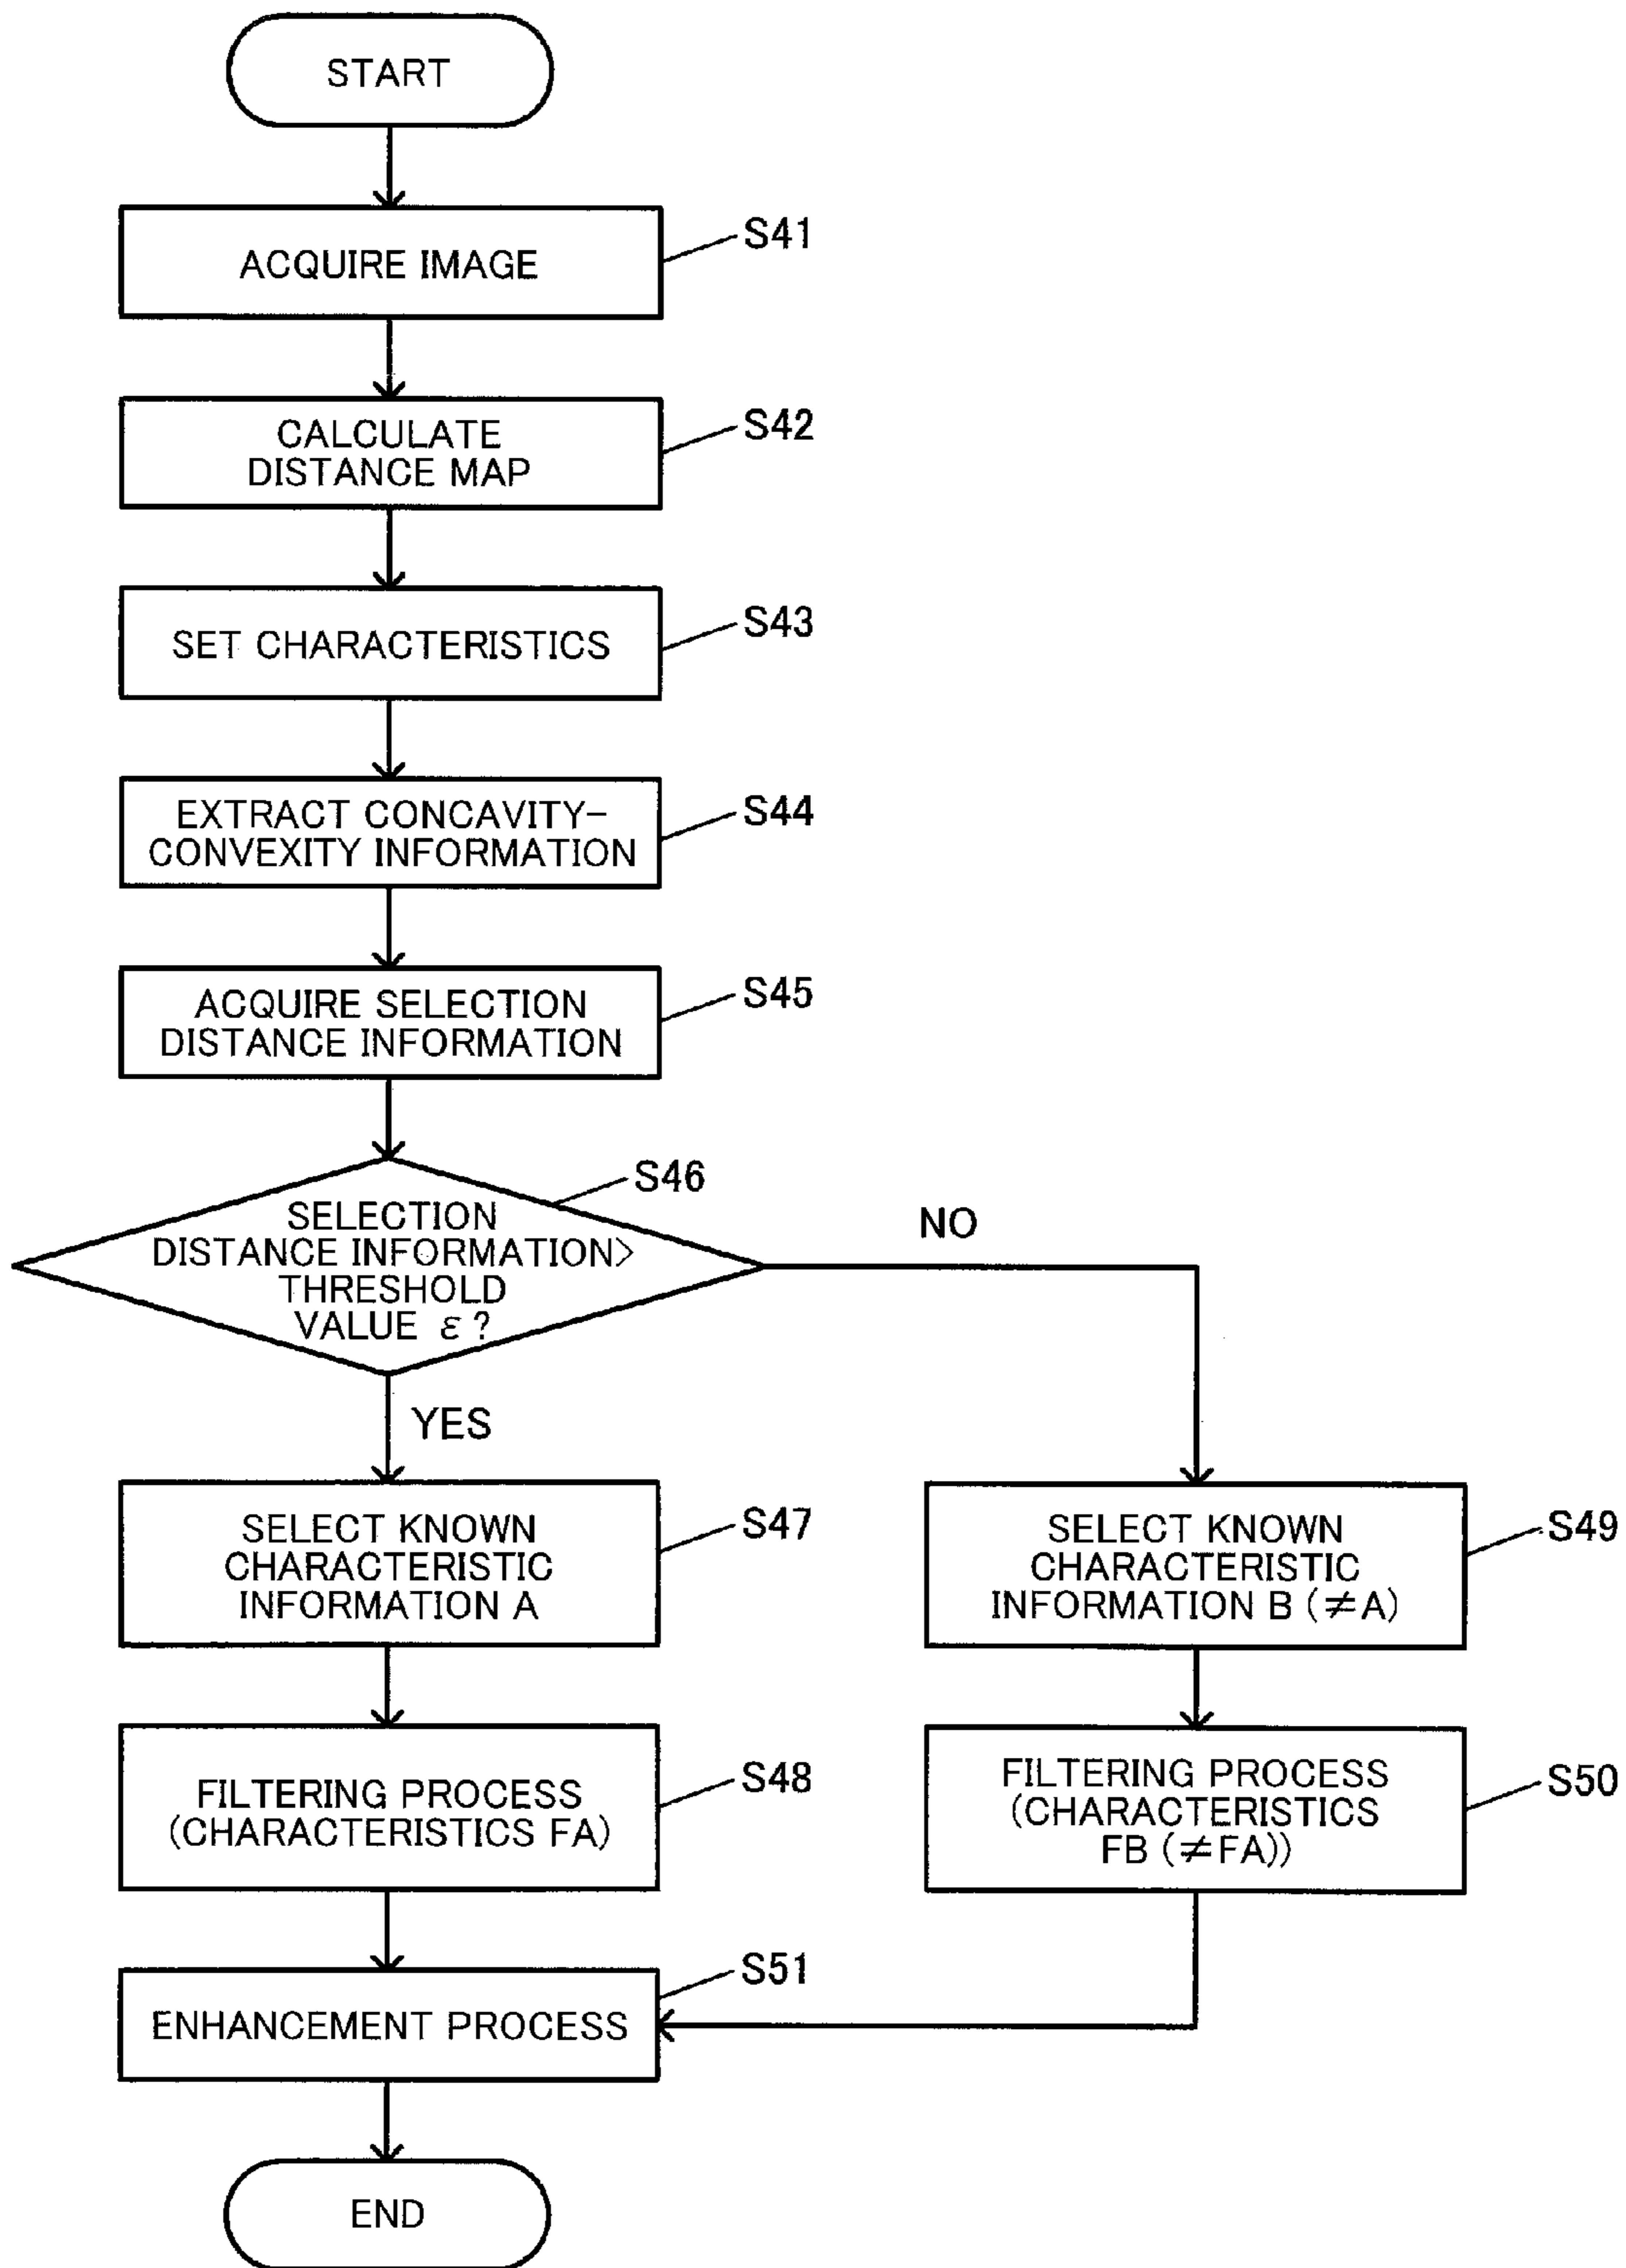 START
ACQUIRE IMAGE
S41
CALCULATE
DISTANCE MAP
S42
SET CHARACTERISTICS
S43
EXTRACT CONCAVITY-
CONVEXITY INFORMATION
S44
ACQUIRE SELECTION
DISTANCE INFORMATION
S45
SELECTION
DISTANCE INFORMATION>
THRESHOLD
VALUE ε?
S46
NO
YES
SELECT KNOWN
CHARACTERISTIC
INFORMATION A
S47
SELECT KNOWN
CHARACTERISTIC
INFORMATION B (≠A)
S49
FILTERING PROCESS
(CHARACTERISTICS FA)
S48
FILTERING PROCESS
(CHARACTERISTICS
FB (≠FA))
S50
ENHANCEMENT PROCESS
S51
END